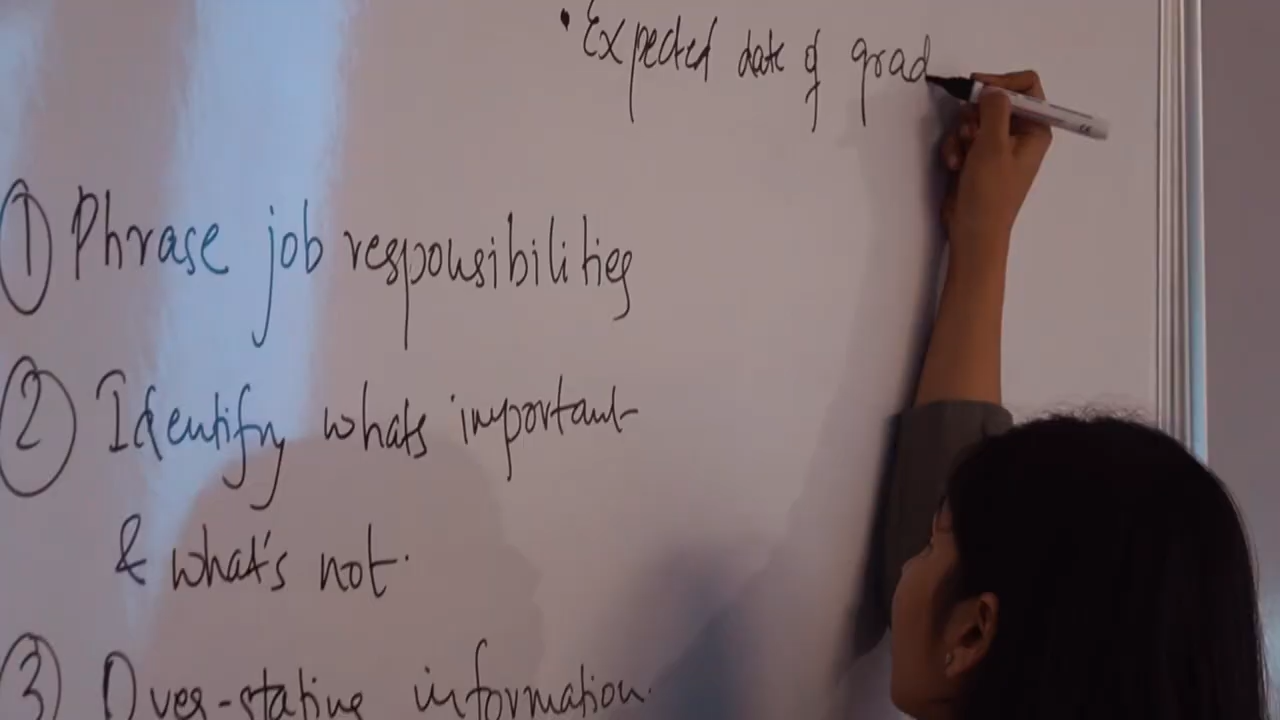 • Expected date of grad
① Phrase job responsibilities
② Identify whats important
& what's not.
③ Over-stating information.